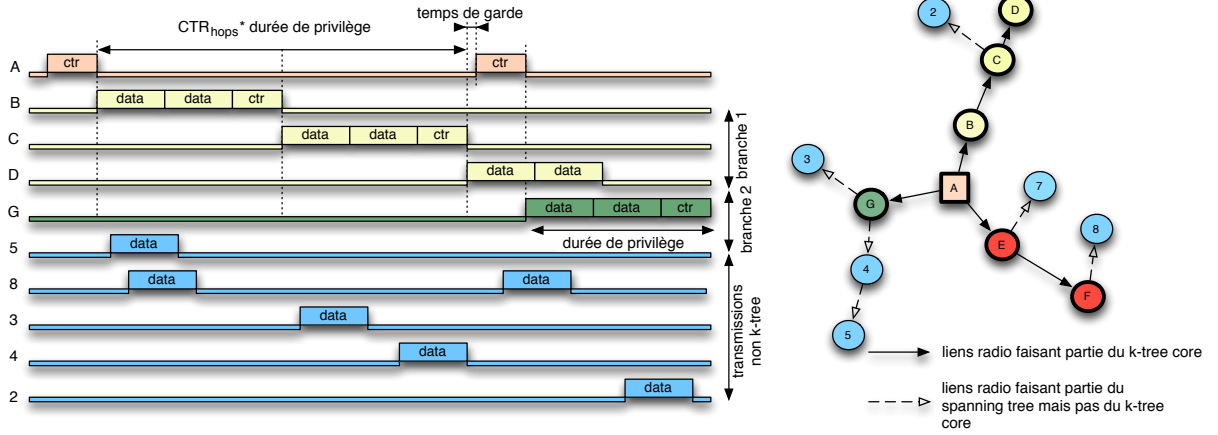 temps de garde
CTRhops* durée de privilège
A
ctr
ctr
B
data data ctr
C
data data ctr
D
data data
G
data data ctr
durée de privilège
5
data
8
data
data
3
data
4
data
2
data
branche 1
branche 2
transmissions
non k-tree
D
2
C
B
3
A
7
G
E
8
4
F
5
liens radio faisant partie du k-tree core
liens radio faisant partie du
spanning tree mais pas du k-tree
core